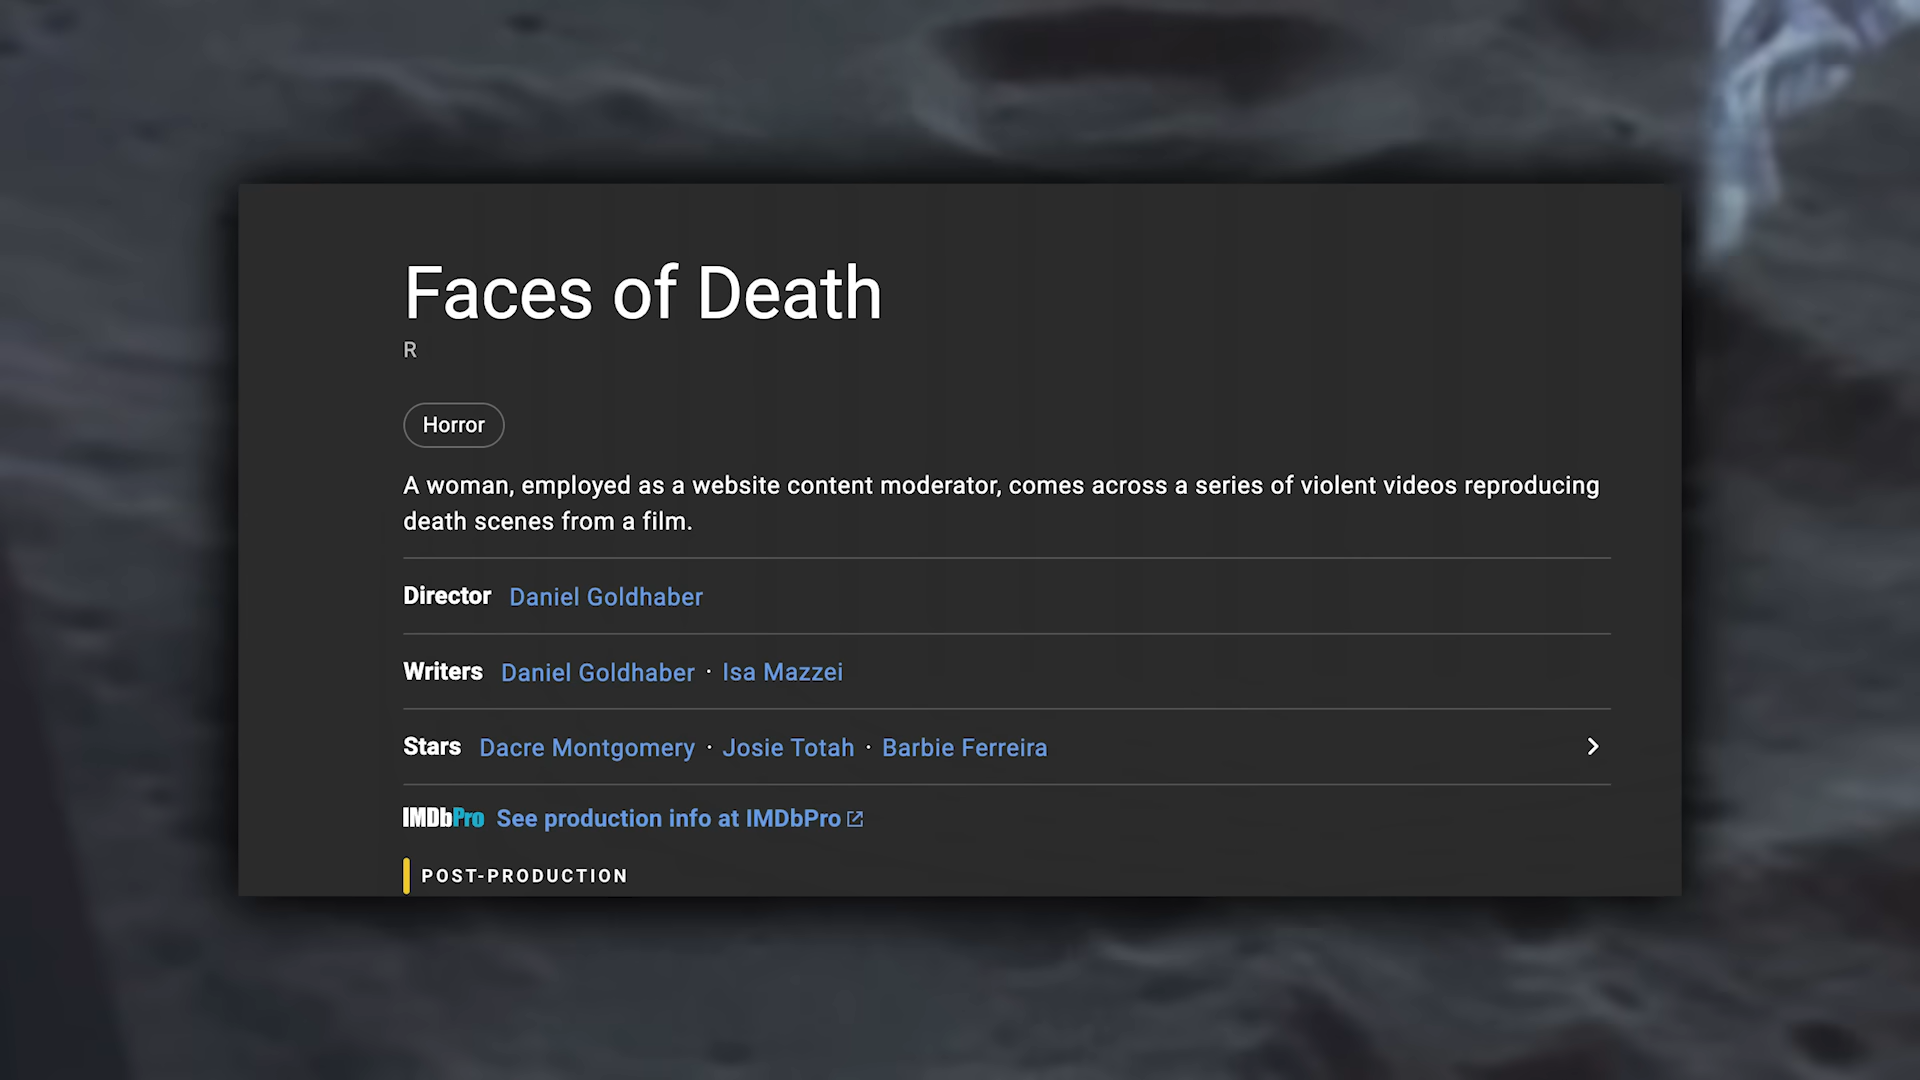 Faces of Death
R
Horror
A woman, employed as a website content moderator, comes across a series of violent videos reproducing
death scenes from a film.
Director Daniel Goldhaber
Writers Daniel Goldhaber · Isa Mazzei
Stars Dacre Montgomery · Josie Totah · Barbie Ferreira
IMDbPro See production info at IMDbPro
POST-PRODUCTION